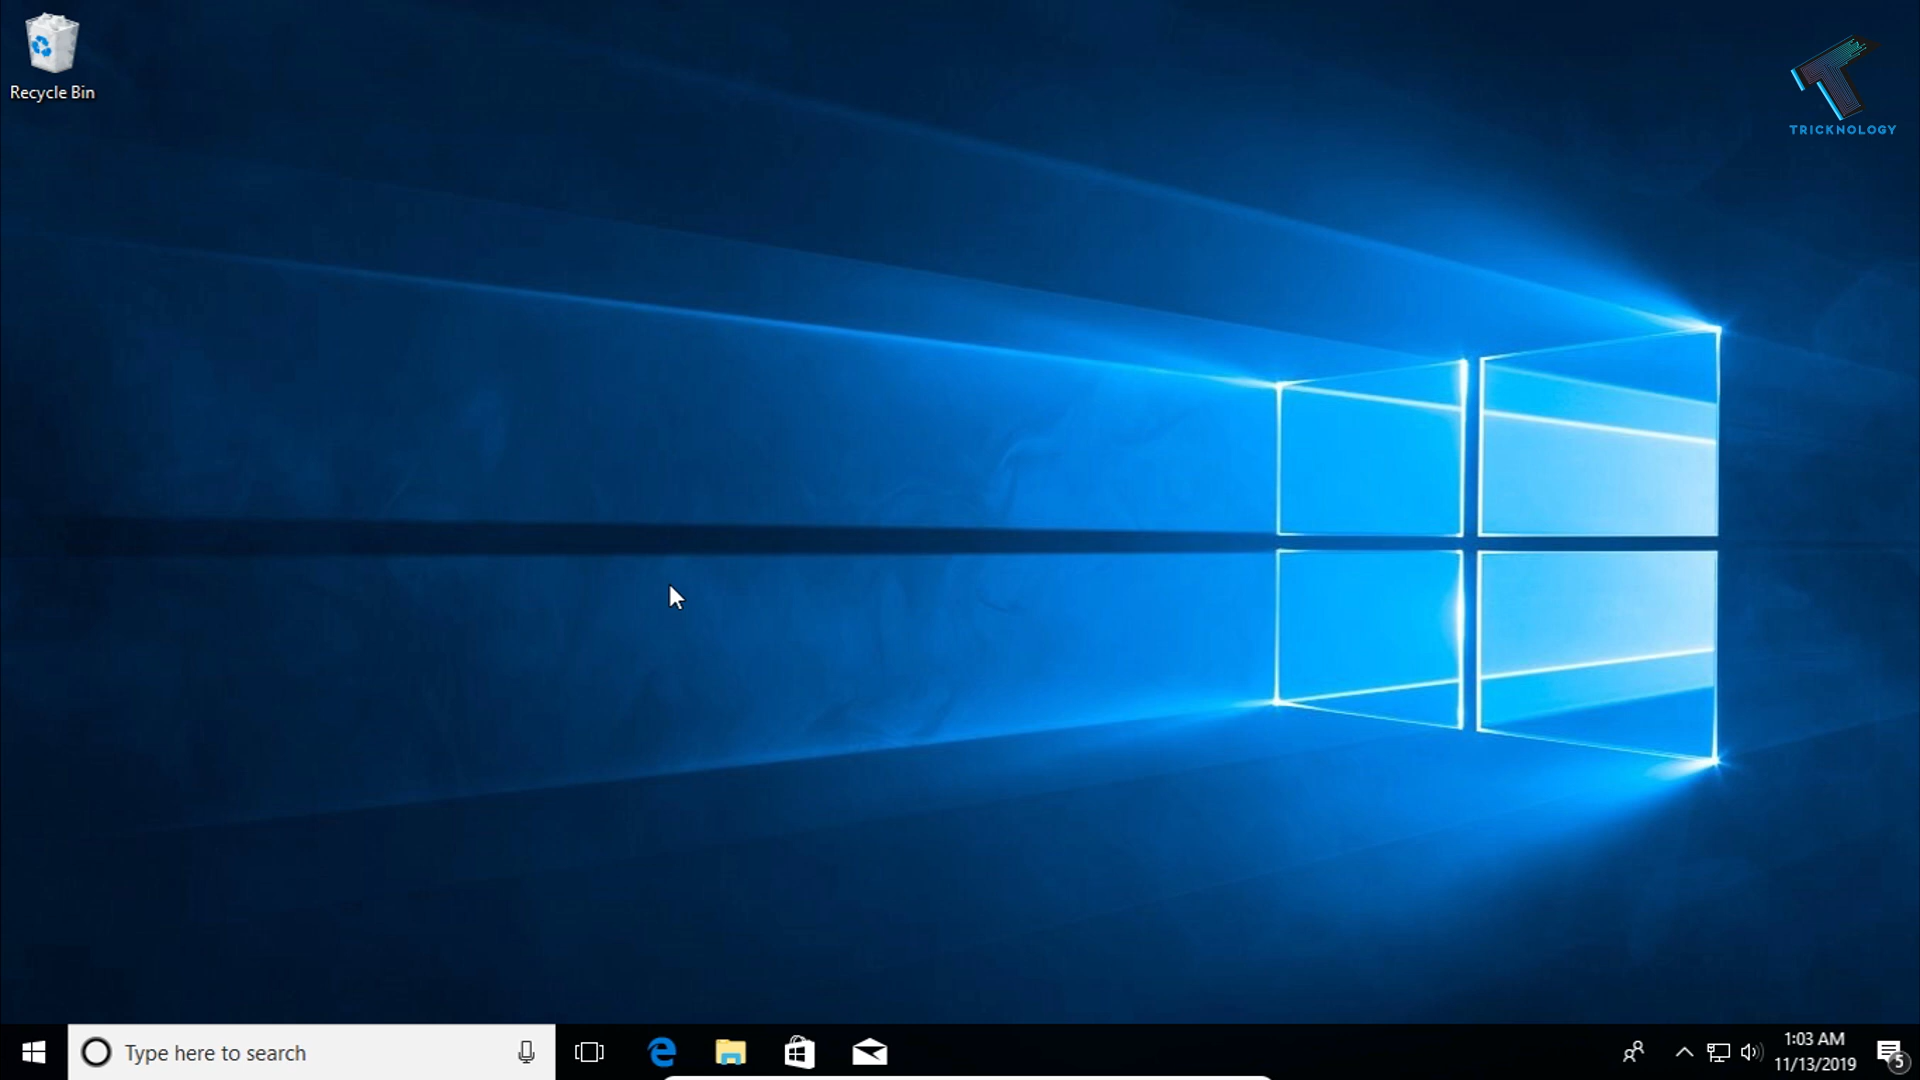 Recycle Bin
TRICKNOLOGY
Type here to search
1:03 AM
11/13/2019
5